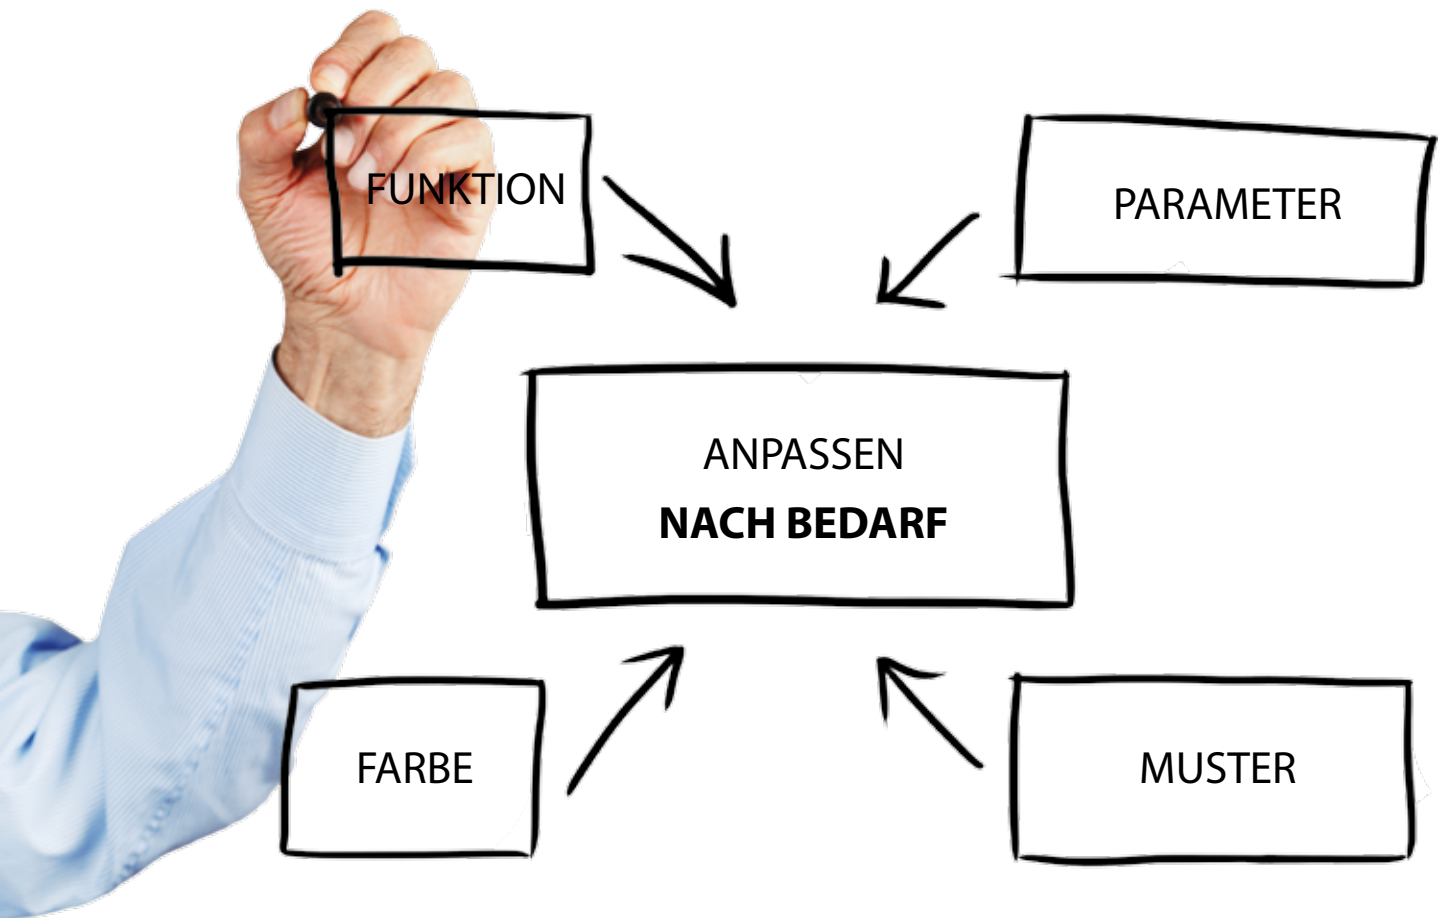 FUNKTION
PARAMETER
ANPASSEN
NACH BEDARF
FARBE
MUSTER